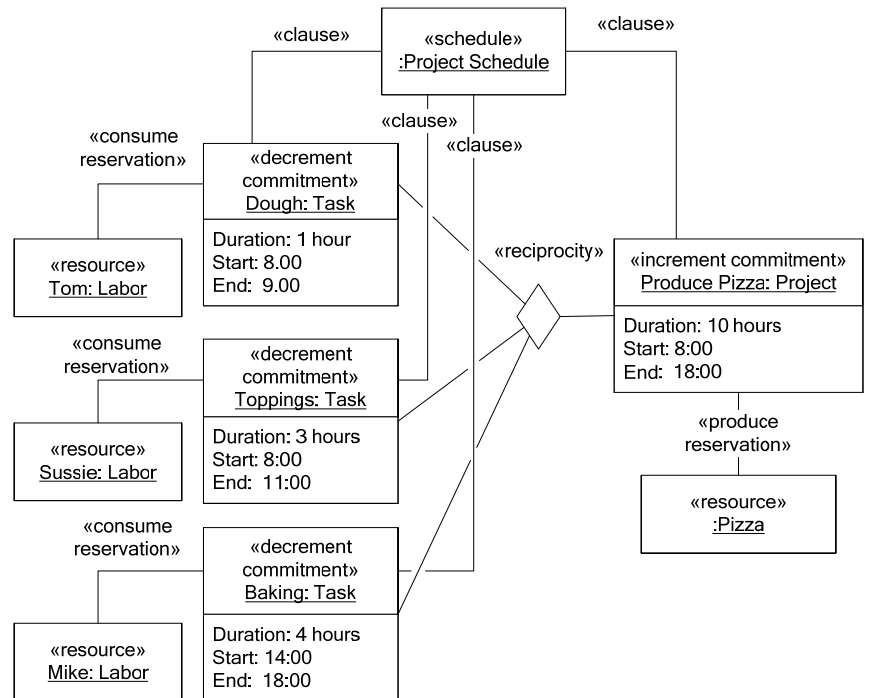 «clause»
«schedule»
:Project Schedule
«clause»
«clause»
«clause»
«consume
reservation»
«decrement
commitment»
Dough: Task
Duration: 1 hour
Start: 8.00
End: 9.00
«resource»
Tom: Labor
«reciprocity»
«increment commitment»
Produce Pizza: Project
Duration: 10 hours
Start: 8:00
End: 18:00
«consume
reservation»
«decrement
commitment»
Toppings: Task
Duration: 3 hours
Start: 8:00
End: 11:00
«resource»
Sussie: Labor
«produce
reservation»
«resource»
:Pizza
«consume
reservation»
«decrement
commitment»
Baking: Task
Duration: 4 hours
Start: 14:00
End: 18:00
«resource»
Mike: Labor